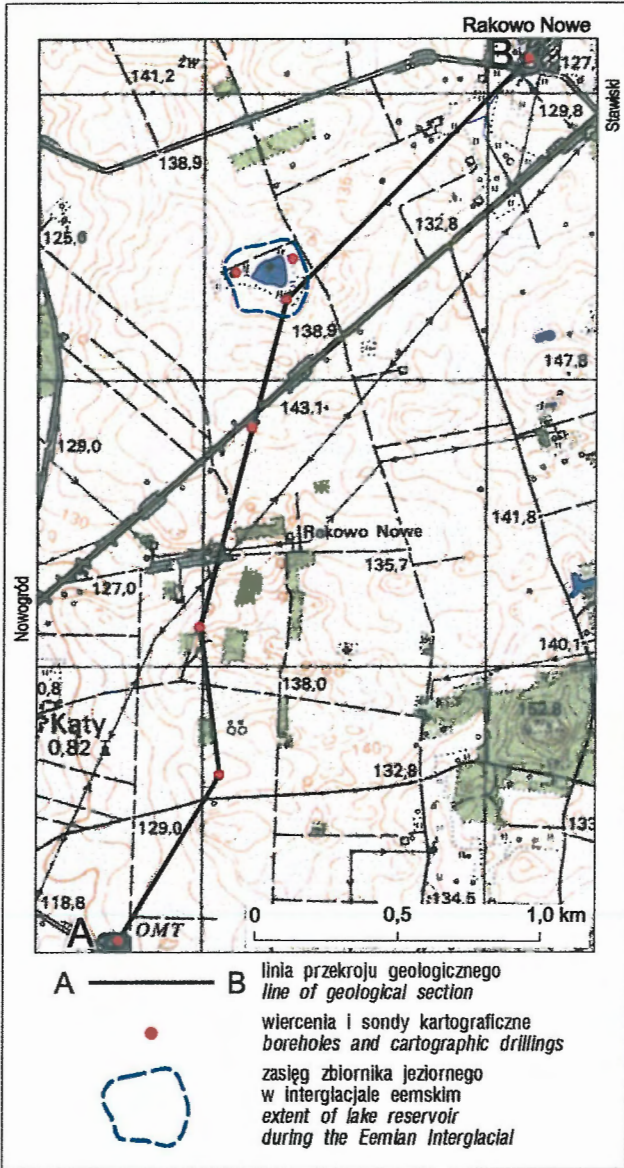 Rakowo Nowe
B
żw
141,2
127,
129,8
Stawiski
138,9
132,8
125,6
138,9
147,8
143,1
129,0
130
141,8
Rakowo Nowe
135,7
127,0
Nowogród
140,1
0,8
138,0
152,8
Kąty
0,82
140
132,8
129,0
133
118,8
134,5
A
OMT
0 0,5 1,0 km
A B linia przekroju geologicznego
line of geological section
wiercenia i sondy kartograficzne
boreholes and cartographic drillings
zasięg zbiornika jeziornego
w interglacjale eemskim
extent of lake reservoir
during the Eemian Interglacial